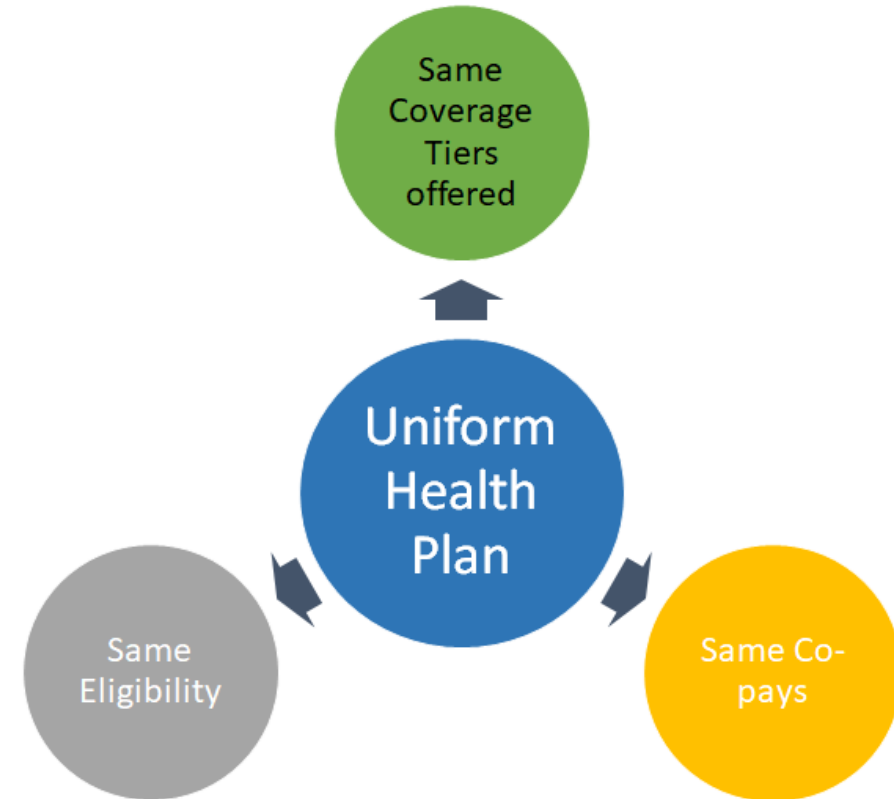 Same
Coverage
Tiers
offered
Uniform
Health
Plan
Same
Eligibility
Same Co-
pays